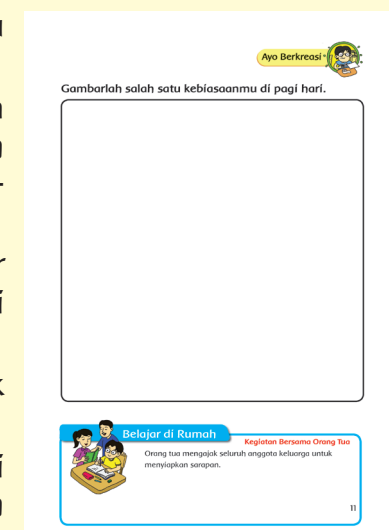 Ayo Berkreasi
Gambarlah salah satu kebiasaanmu di pagi hari.
Belajar di Rumah
Kegiatan Bersama Orang Tua
Orang tua mengajak seluruh anggota keluarga untuk
menyiapkan sarapan.
11